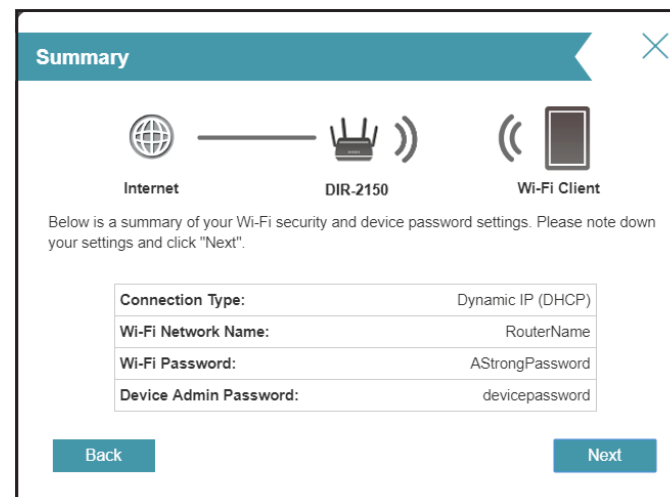 Summary
Internet
DIR-2150
Wi-Fi Client
Below is a summary of your Wi-Fi security and device password settings. Please note down
your settings and click "Next".
Connection Type: Dynamic IP (DHCP)
Wi-Fi Network Name: RouterName
Wi-Fi Password: AStrongPassword
Device Admin Password: devicepassword
Back
Next